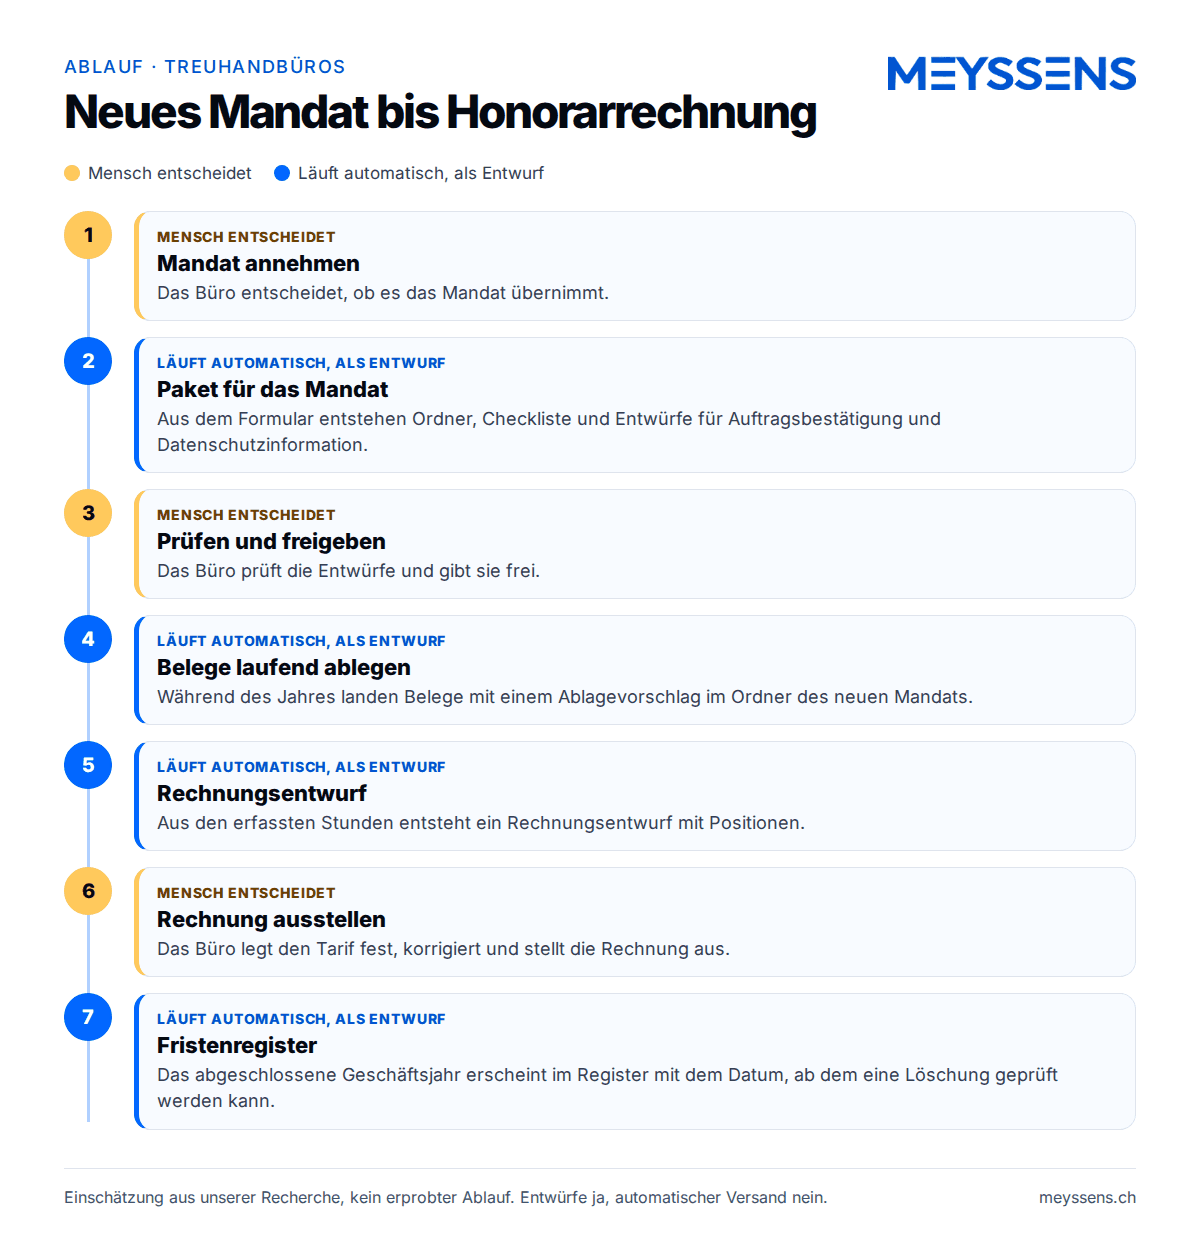 ABLAUF · TREUHANDBÜROS
MEYSSENS
Neues Mandat bis Honorarrechnung
Mensch entscheidet
Läuft automatisch, als Entwurf
1
MENSCH ENTSCHEIDET
Mandat annehmen
Das Büro entscheidet, ob es das Mandat übernimmt.
2
LÄUFT AUTOMATISCH, ALS ENTWURF
Paket für das Mandat
Aus dem Formular entstehen Ordner, Checkliste und Entwürfe für Auftragsbestätigung und
Datenschutzinformation.
3
MENSCH ENTSCHEIDET
Prüfen und freigeben
Das Büro prüft die Entwürfe und gibt sie frei.
4
LÄUFT AUTOMATISCH, ALS ENTWURF
Belege laufend ablegen
Während des Jahres landen Belege mit einem Ablagevorschlag im Ordner des neuen Mandats.
5
LÄUFT AUTOMATISCH, ALS ENTWURF
Rechnungsentwurf
Aus den erfassten Stunden entsteht ein Rechnungsentwurf mit Positionen.
6
MENSCH ENTSCHEIDET
Rechnung ausstellen
Das Büro legt den Tarif fest, korrigiert und stellt die Rechnung aus.
7
LÄUFT AUTOMATISCH, ALS ENTWURF
Fristenregister
Das abgeschlossene Geschäftsjahr erscheint im Register mit dem Datum, ab dem eine Löschung geprüft
werden kann.
Einschätzung aus unserer Recherche, kein erprobter Ablauf. Entwürfe ja, automatischer Versand nein.
meyssens.ch